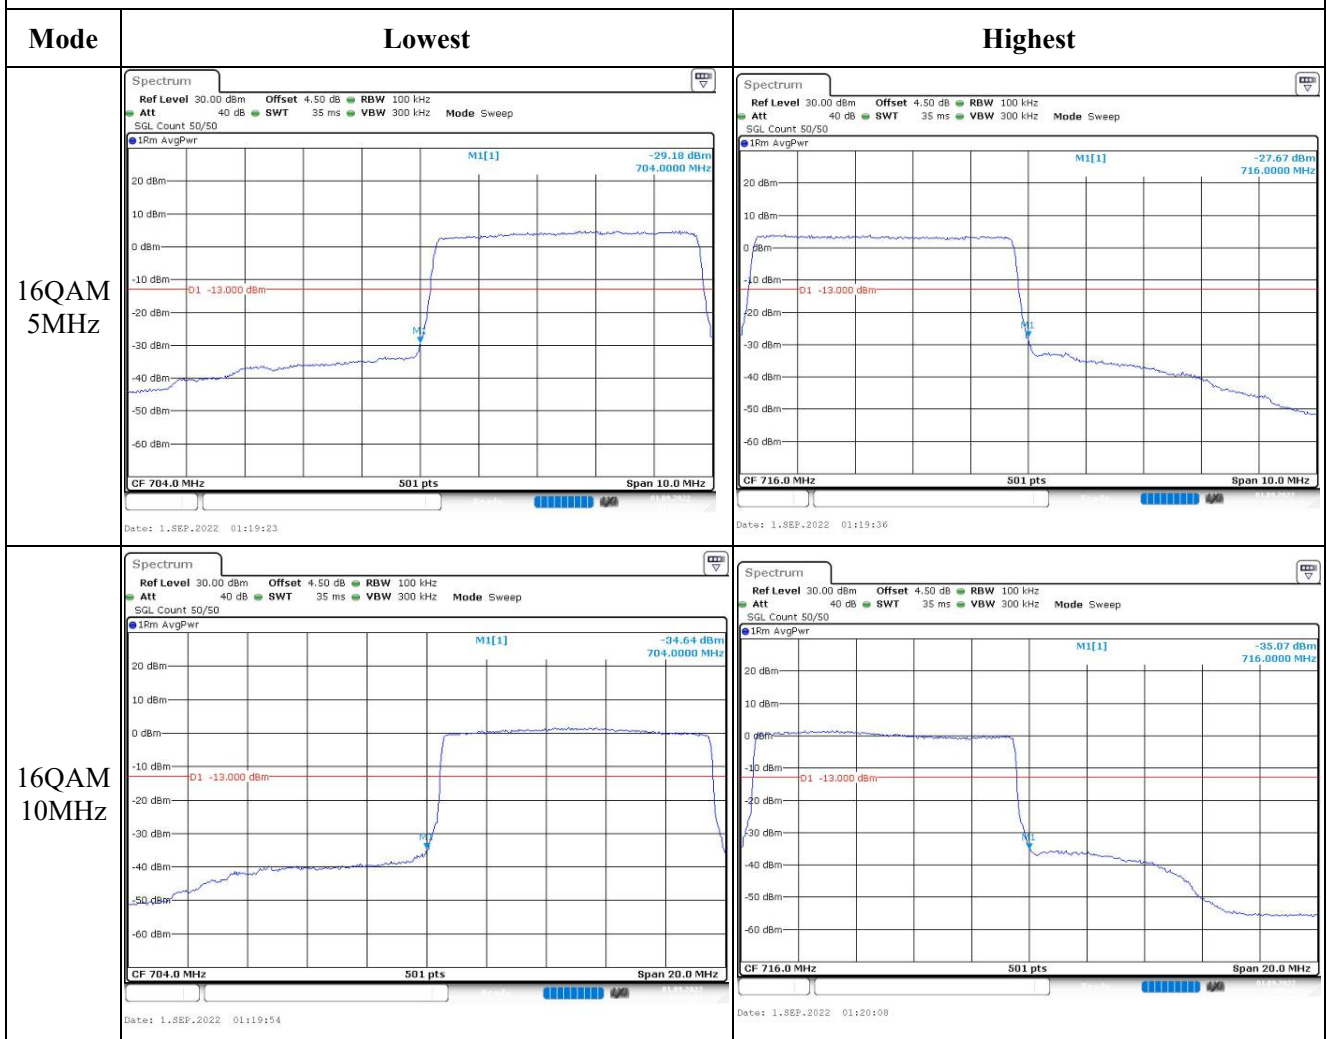 Mode Lowest Highest
16QAM
5MHz
Spectrum
Ref Level 30.00 dBm Offset 4.50 dB RBW 100 kHz
Att 40 dB SWT 35 ms VBW 300 kHz Mode Sweep
SGL Count 50/50
1Rm AvgPwr
M1[1] -29.18 dBm
704.0000 MHz
20 dBm
10 dBm
0 dBm
-10 dBm
D1 -13.000 dBm
-20 dBm
M1
-30 dBm
-40 dBm
-50 dBm
-60 dBm
CF 704.0 MHz 501 pts Span 10.0 MHz
Date: 1.SEP.2022 01:19:23
Spectrum
Ref Level 30.00 dBm Offset 4.50 dB RBW 100 kHz
Att 40 dB SWT 35 ms VBW 300 kHz Mode Sweep
SGL Count 50/50
1Rm AvgPwr
M1[1] -27.67 dBm
716.0000 MHz
20 dBm
10 dBm
0 dBm
-10 dBm
D1 -13.000 dBm
-20 dBm
M1
-30 dBm
-40 dBm
-50 dBm
-60 dBm
CF 716.0 MHz 501 pts Span 10.0 MHz
Date: 1.SEP.2022 01:19:36
16QAM
10MHz
Spectrum
Ref Level 30.00 dBm Offset 4.50 dB RBW 100 kHz
Att 40 dB SWT 35 ms VBW 300 kHz Mode Sweep
SGL Count 50/50
1Rm AvgPwr
M1[1] -34.64 dBm
704.0000 MHz
20 dBm
10 dBm
0 dBm
-10 dBm
D1 -13.000 dBm
-20 dBm
-30 dBm
M1
-40 dBm
-50 dBm
-60 dBm
CF 704.0 MHz 501 pts Span 20.0 MHz
Date: 1.SEP.2022 01:19:54
Spectrum
Ref Level 30.00 dBm Offset 4.50 dB RBW 100 kHz
Att 40 dB SWT 35 ms VBW 300 kHz Mode Sweep
SGL Count 50/50
1Rm AvgPwr
M1[1] -35.07 dBm
716.0000 MHz
20 dBm
10 dBm
0 dBm
-10 dBm
D1 -13.000 dBm
-20 dBm
-30 dBm
M1
-40 dBm
-50 dBm
-60 dBm
CF 716.0 MHz 501 pts Span 20.0 MHz
Date: 1.SEP.2022 01:20:08